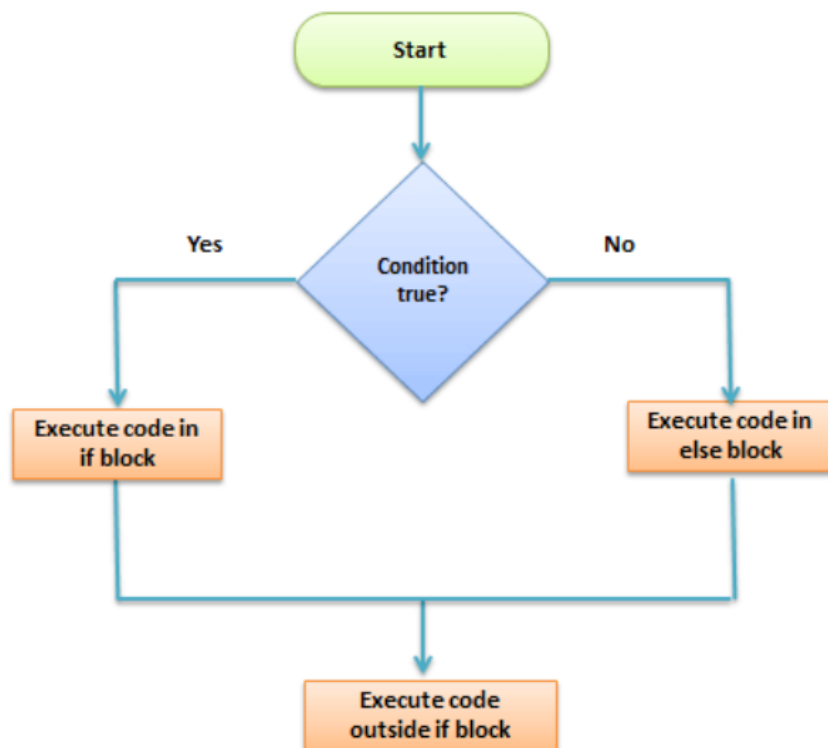 Start
Yes
No
Condition
true?
Execute code in
if block
Execute code in
else block
Execute code
outside if block